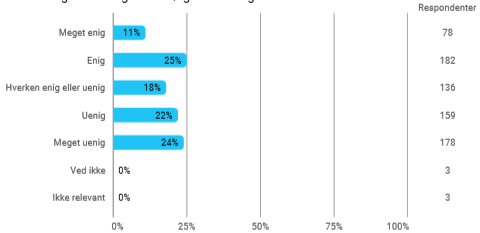 Respondenter
Meget enig 11% 78
Enig 25% 182
Hverken enig eller uenig 18% 136
Uenig 22% 159
Meget uenig 24% 178
Ved ikke 0% 3
Ikke relevant 0% 3
0% 25% 50% 75% 100%